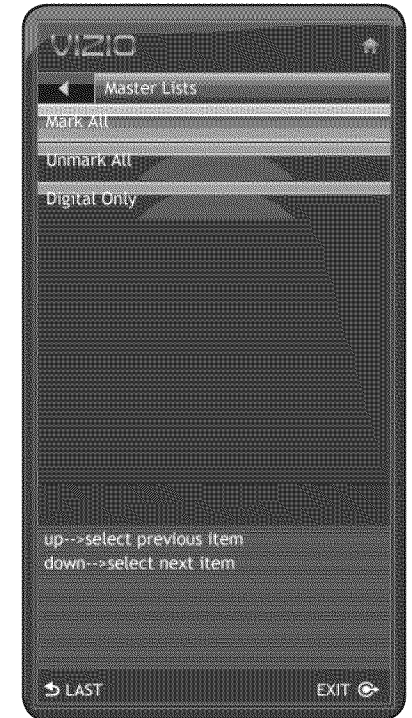 VIZIO
Master Lists
Mark All
Unmark All
Digital Only
up-->select previous item
down-->select next item
LAST
EXIT